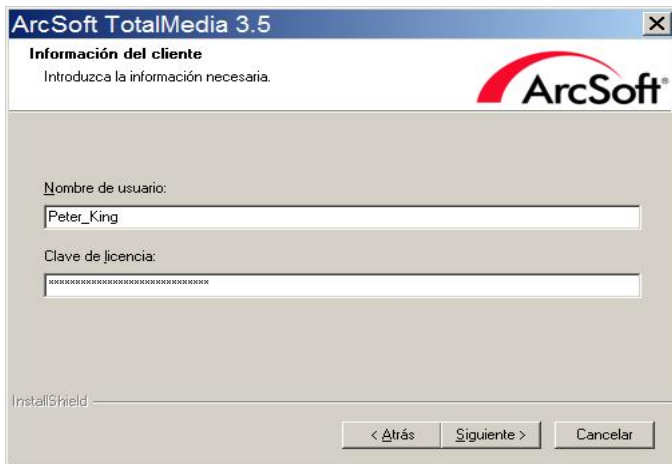 ArcSoft TotalMedia 3.5
Información del cliente
Introduzca la información necesaria.
ArcSoft®
Nombre de usuario:
Peter_King
Clave de licencia:
******************************
InstallShield
< Atrás
Siguiente >
Cancelar